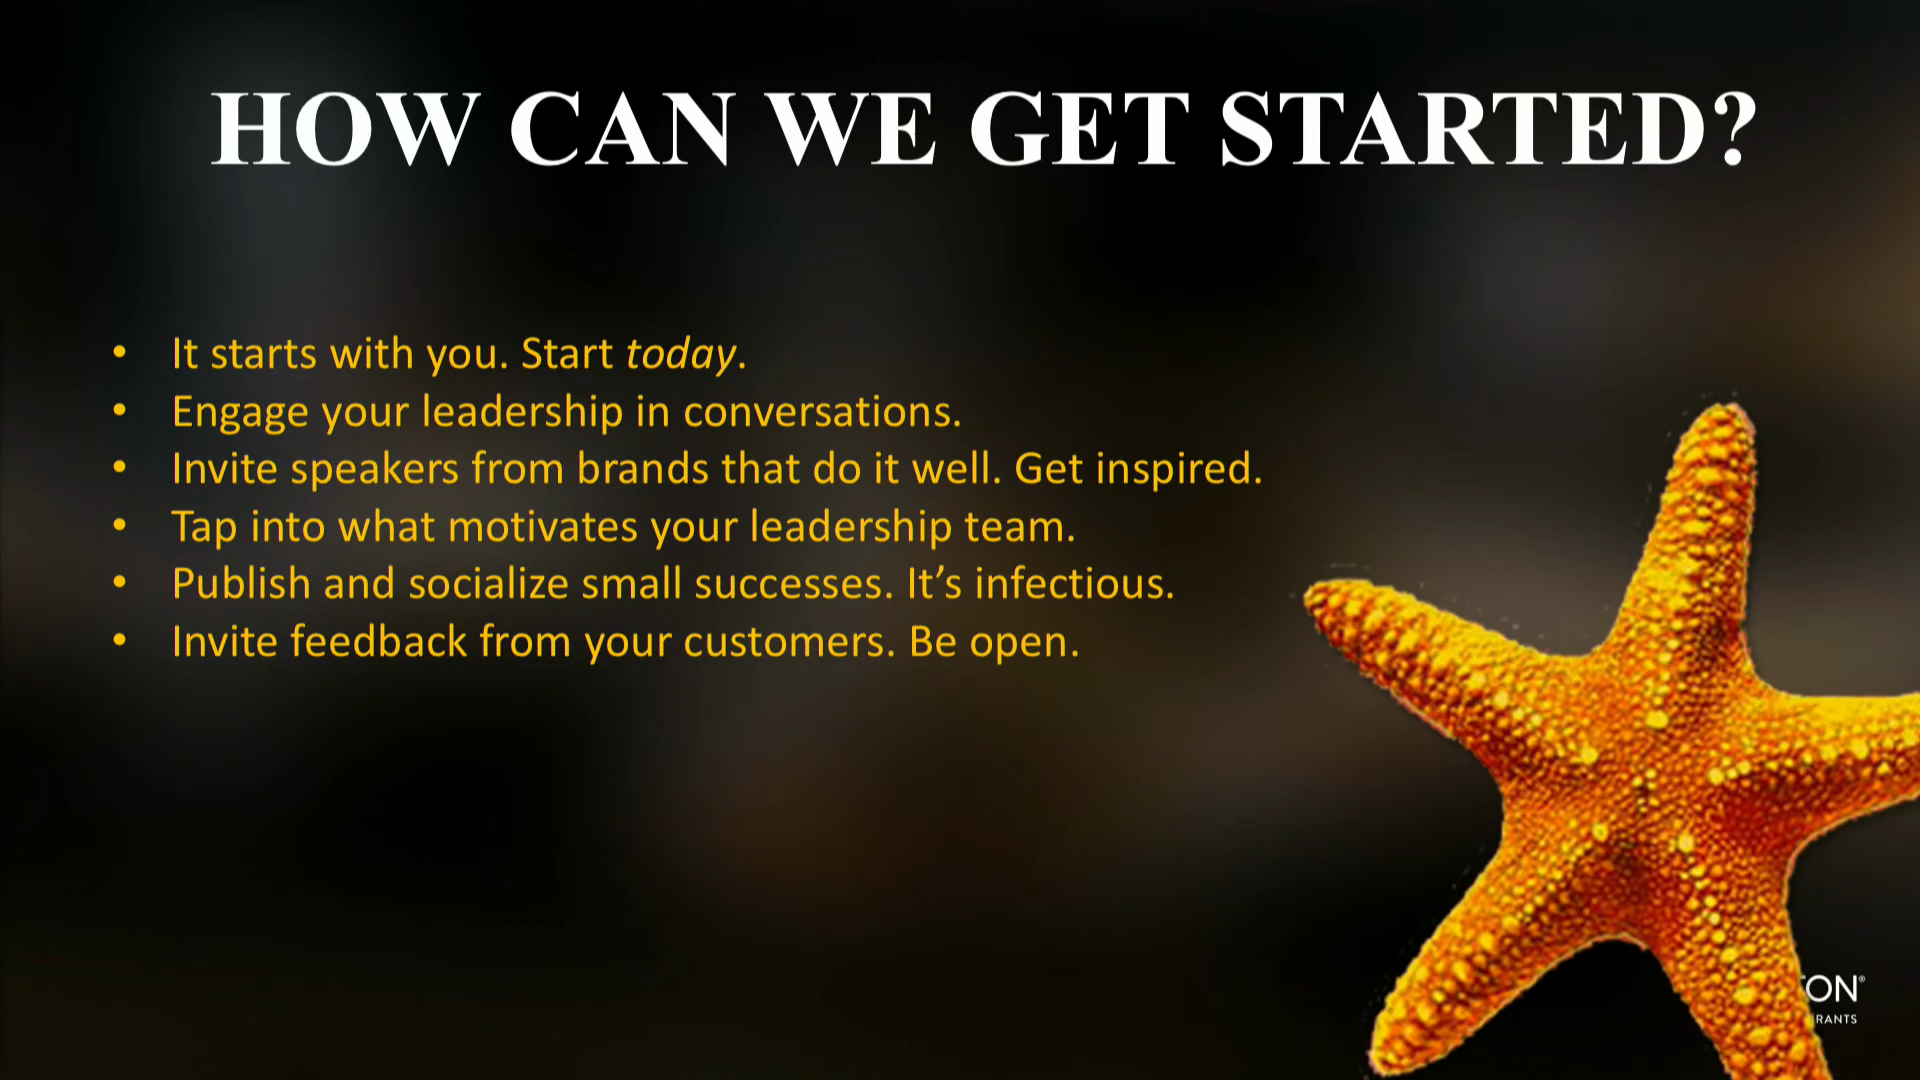 HOW CAN WE GET STARTED?
• It starts with you. Start today.
• Engage your leadership in conversations.
• Invite speakers from brands that do it well. Get inspired.
• Tap into what motivates your leadership team.
• Publish and socialize small successes. It’s infectious.
• Invite feedback from your customers. Be open.